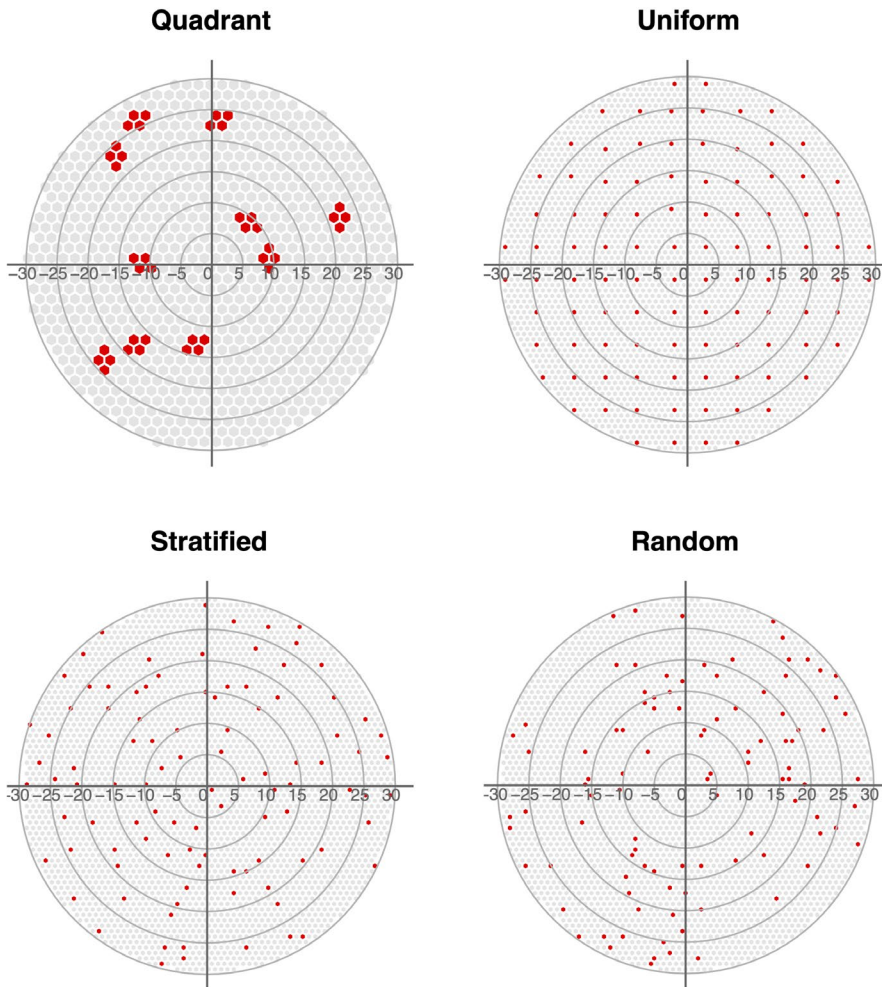 Quadrant Uniform
−30−25−20−15−10 −5 0 5 10 15 20 25 30 −30−25−20−15−10 −5 0 5 10 15 20 25 30
Stratified Random
-30−25−20−15−10 −5 0 5 10 15 20 25 30 −30−25−20−15−10 −5 0 5 10 15 20 25 30